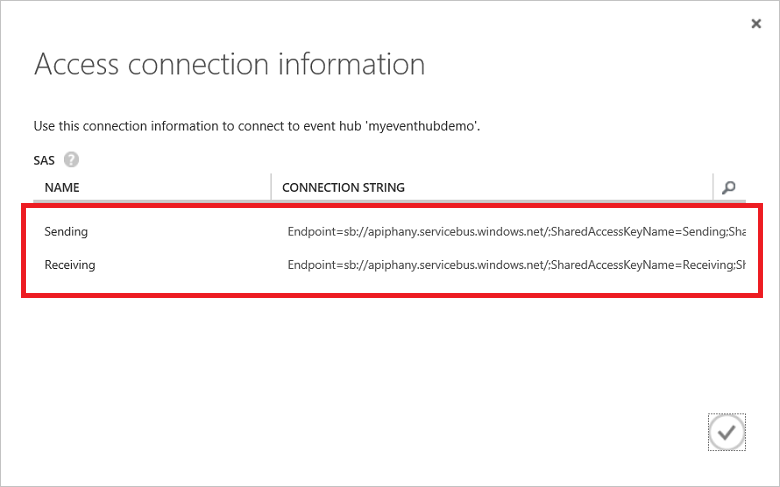 Access connection information
Use this connection information to connect to event hub 'myeventhubdemo'.
SAS ?
NAME CONNECTION STRING
Sending Endpoint=sb://apiphany.servicebus.windows.net/;SharedAccessKeyName=Sending;Sha
Receiving Endpoint=sb://apiphany.servicebus.windows.net/;SharedAccessKeyName=Receiving;Sh